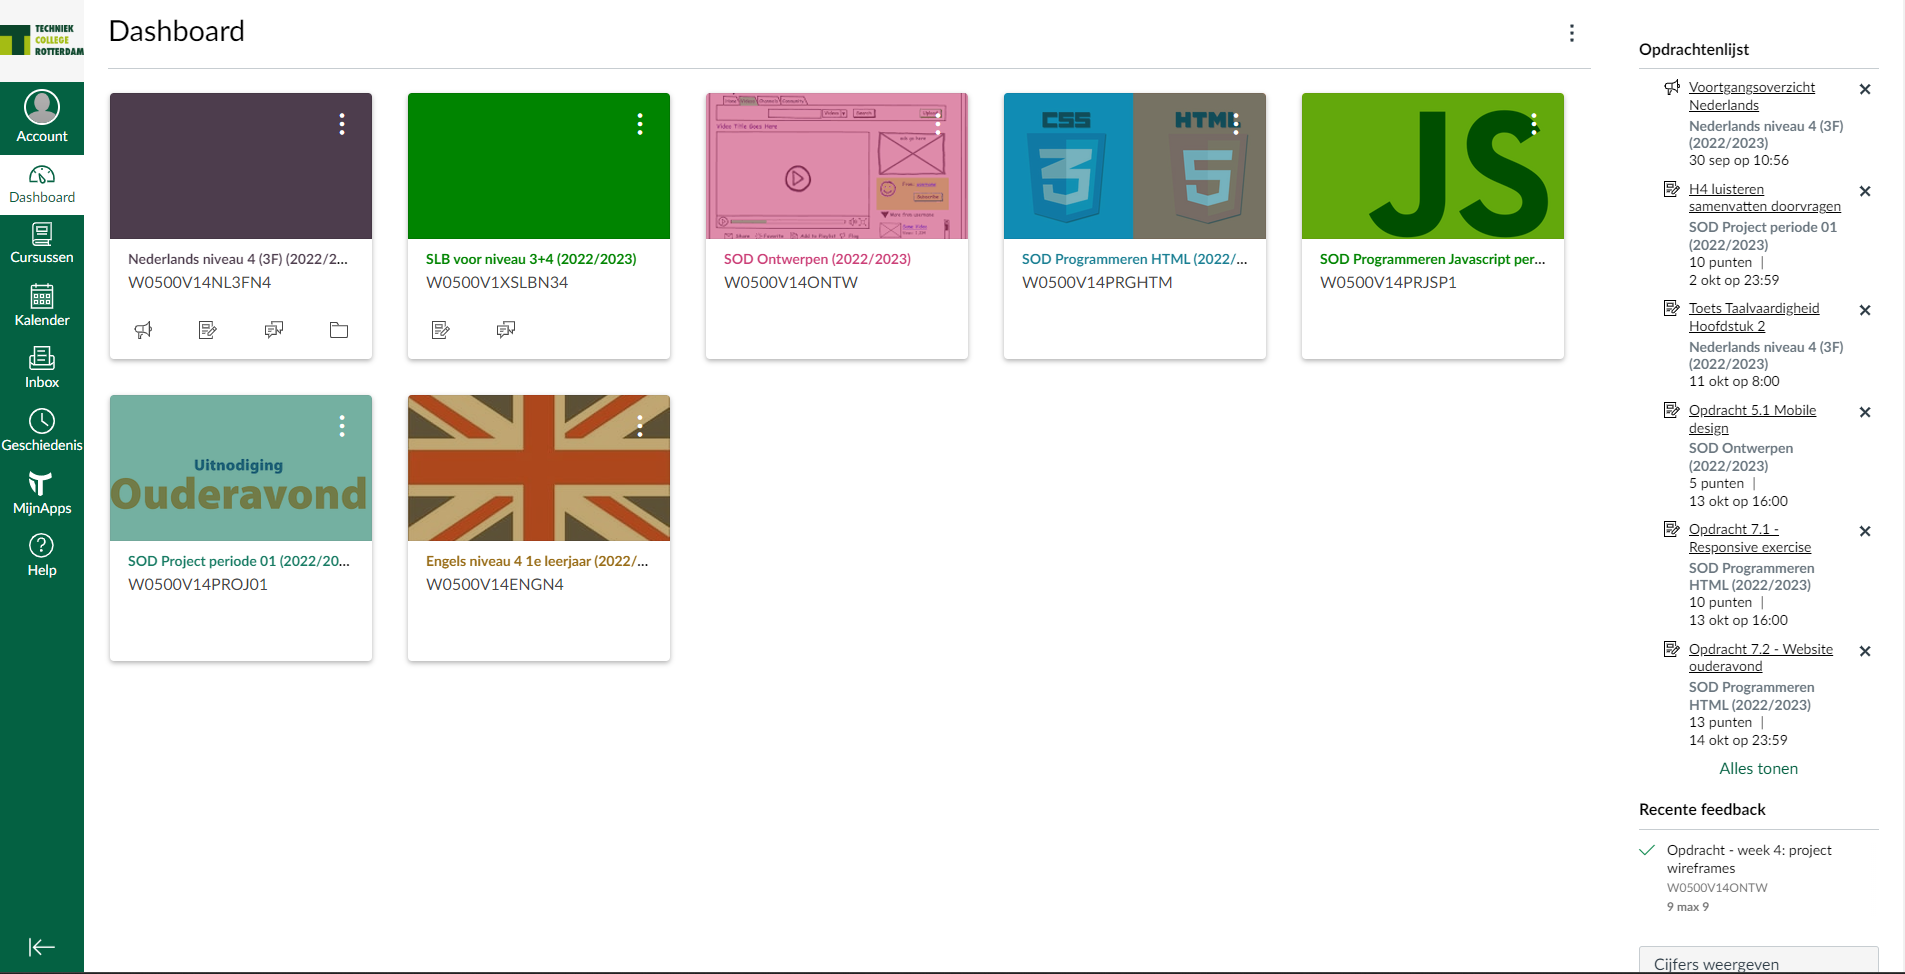 TECHNIEK
COLLEGE
ROTTERDAM
Account
Dashboard
Cursussen
Kalender
Inbox
Geschiedenis
MijnApps
Help
Dashboard
Video Title Goes Here
Search
Nederlands niveau 4 (3F) (2022/2...
W0500V14NL3FN4
SLB voor niveau 3+4 (2022/2023)
W0500V1XSLBN34
SOD Ontwerpen (2022/2023)
W0500V14ONTW
CSS
3
HTML
5
SOD Programmeren HTML (2022/...
W0500V14PRGHTM
JS
SOD Programmeren Javascript per...
W0500V14PRJSP1
Uitnodiging
Ouderavond
SOD Project periode 01 (2022/20...
W0500V14PROJ01
Engels niveau 4 1e leerjaar (2022/...
W0500V14ENGN4
Opdrachtenlijst
Voortgangsoverzicht
Nederlands
Nederlands niveau 4 (3F)
(2022/2023)
30 sep op 10:56
H4 luisteren
samenvatten doorvragen
SOD Project periode 01
(2022/2023)
10 punten |
2 okt op 23:59
Toets Taalvaardigheid
Hoofdstuk 2
Nederlands niveau 4 (3F)
(2022/2023)
11 okt op 8:00
Opdracht 5.1 Mobile
design
SOD Ontwerpen
(2022/2023)
5 punten |
13 okt op 16:00
Opdracht 7.1 -
Responsive exercise
SOD Programmeren
HTML (2022/2023)
10 punten |
13 okt op 16:00
Opdracht 7.2 - Website
ouderavond
SOD Programmeren
HTML (2022/2023)
13 punten |
14 okt op 23:59
Alles tonen
Recente feedback
Opdracht - week 4: project
wireframes
W0500V14ONTW
9 max 9
Cijfers weergeven